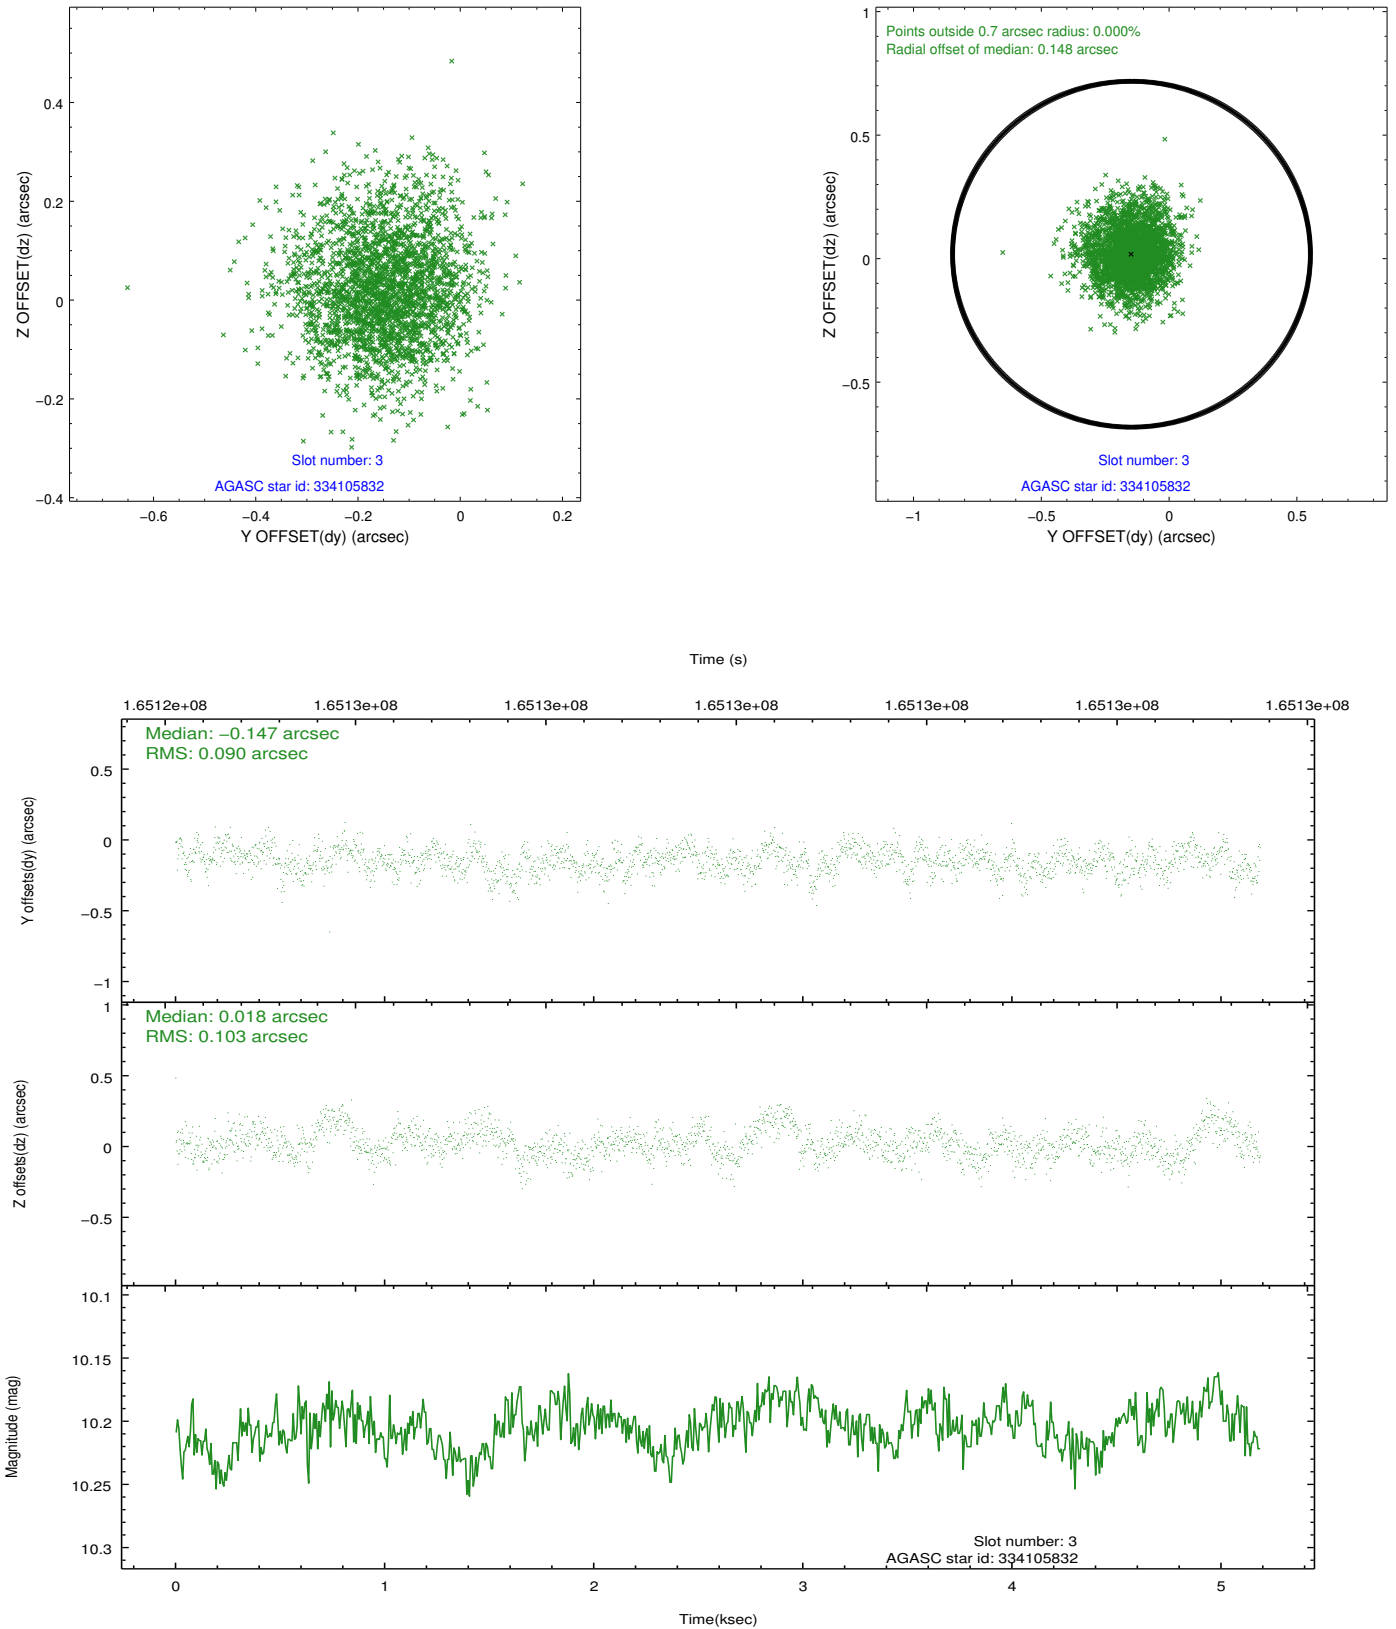 0.4
0.2
0
−0.2
−0.4
Z OFFSET(dz) (arcsec)
Slot number: 3
AGASC star id: 334105832
−0.6 −0.4 −0.2 0 0.2
Y OFFSET(dy) (arcsec)
1
0.5
0
−0.5
Z OFFSET(dz) (arcsec)
Points outside 0.7 arcsec radius: 0.000%
Radial offset of median: 0.148 arcsec
Slot number: 3
AGASC star id: 334105832
−1 −0.5 0 0.5
Y OFFSET(dy) (arcsec)
Time (s)
1.6512e+08 1.6513e+08 1.6513e+08 1.6513e+08 1.6513e+08 1.6513e+08 1.6513e+08
Median: −0.147 arcsec
RMS: 0.090 arcsec
0.5
0
−0.5
−1
Y offsets(dy) (arcsec)
Median: 0.018 arcsec
RMS: 0.103 arcsec
1
0.5
0
−0.5
Z offsets(dz) (arcsec)
10.1
10.15
10.2
10.25
10.3
Magnitude (mag)
Slot number: 3
AGASC star id: 334105832
0 1 2 3 4 5
Time(ksec)